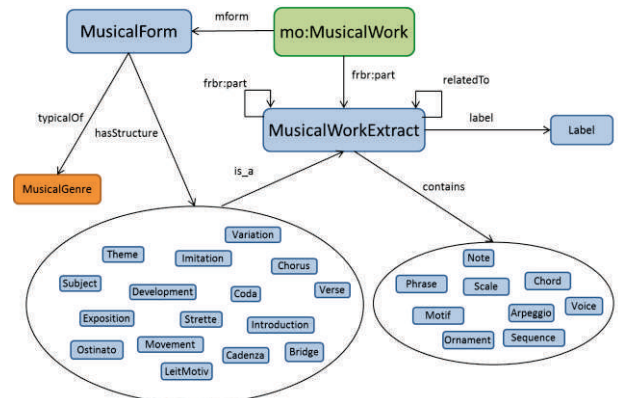 MusicalForm
mform
mo:MusicalWork
frbr:part
frbr:part
relatedTo
typicalOf
hasStructure
MusicalWorkExtract
label
Label
MusicalGenre
is_a
contains
Variation
Theme
Imitation
Chorus
Subject
Development
Coda
Verse
Exposition
Strette
Introduction
Ostinato
Movement
Cadenza
Bridge
LeitMotiv
Note
Phrase
Scale
Chord
Motif
Arpeggio
Voice
Ornament
Sequence